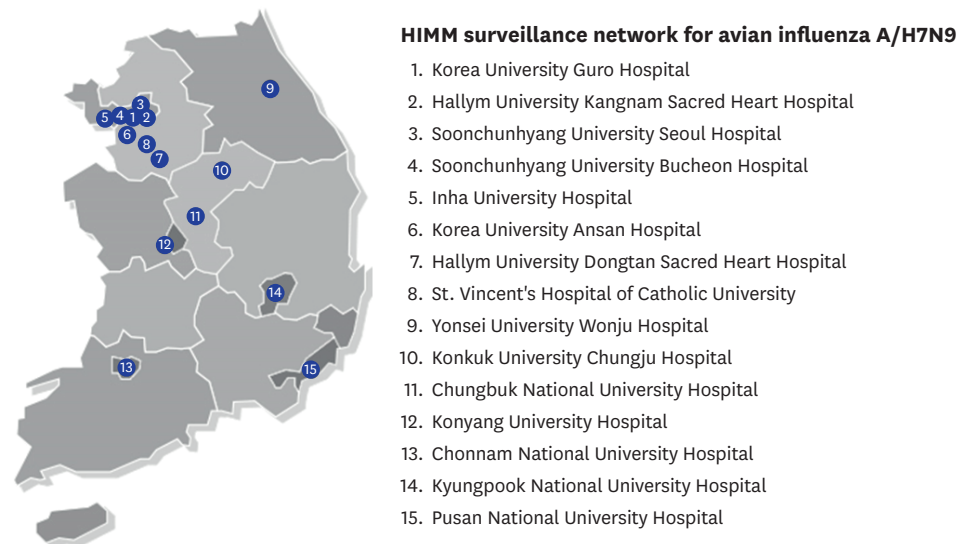 HIMM surveillance network for avian influenza A/H7N9
1. Korea University Guro Hospital
2. Hallym University Kangnam Sacred Heart Hospital
3. Soonchunhyang University Seoul Hospital
4. Soonchunhyang University Bucheon Hospital
5. Inha University Hospital
6. Korea University Ansan Hospital
7. Hallym University Dongtan Sacred Heart Hospital
8. St. Vincent's Hospital of Catholic University
9. Yonsei University Wonju Hospital
10. Konkuk University Chungju Hospital
11. Chungbuk National University Hospital
12. Konyang University Hospital
13. Chonnam National University Hospital
14. Kyungpook National University Hospital
15. Pusan National University Hospital
9
3
5 4 1 2
6
8
7
10
11
12
14
13
15